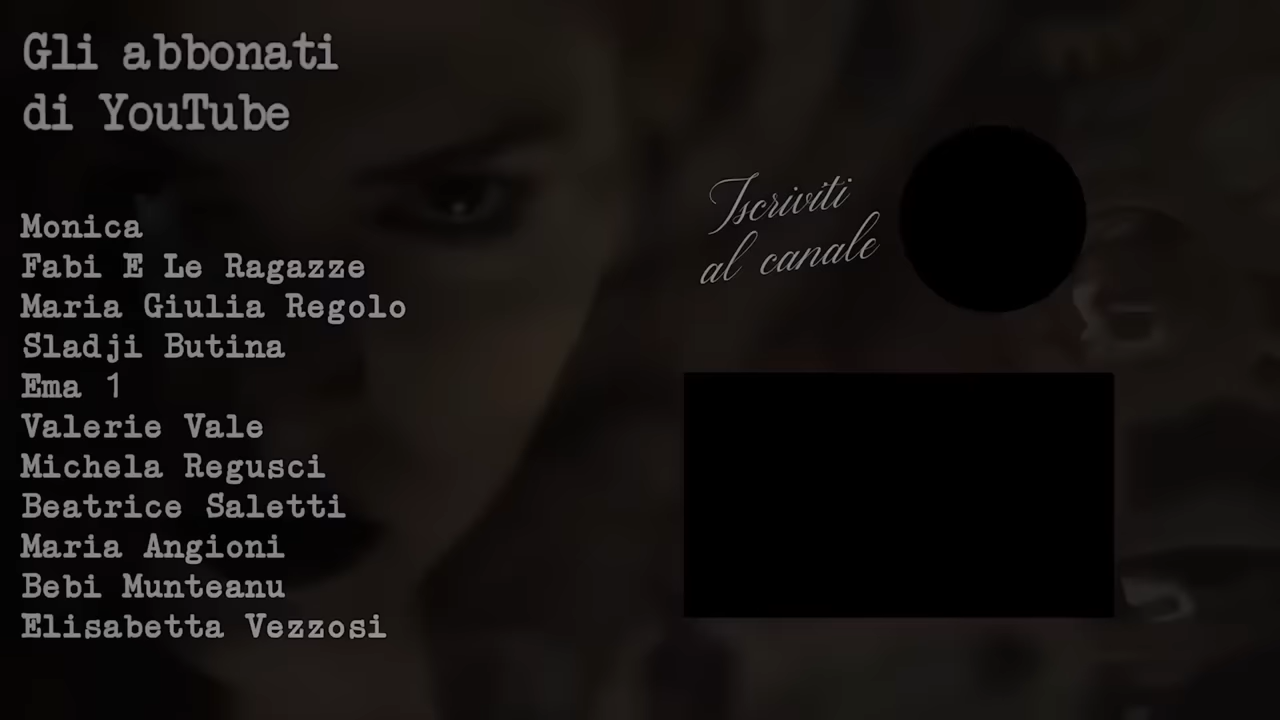 Gli abbonati
di YouTube
Monica
Fabi E Le Ragazze
Maria Giulia Regolo
Sladji Butina
Ema 1
Valerie Vale
Michela Regusci
Beatrice Saletti
Maria Angioni
Bebi Munteanu
Elisabetta Vezzosi
Iscriviti
al canale